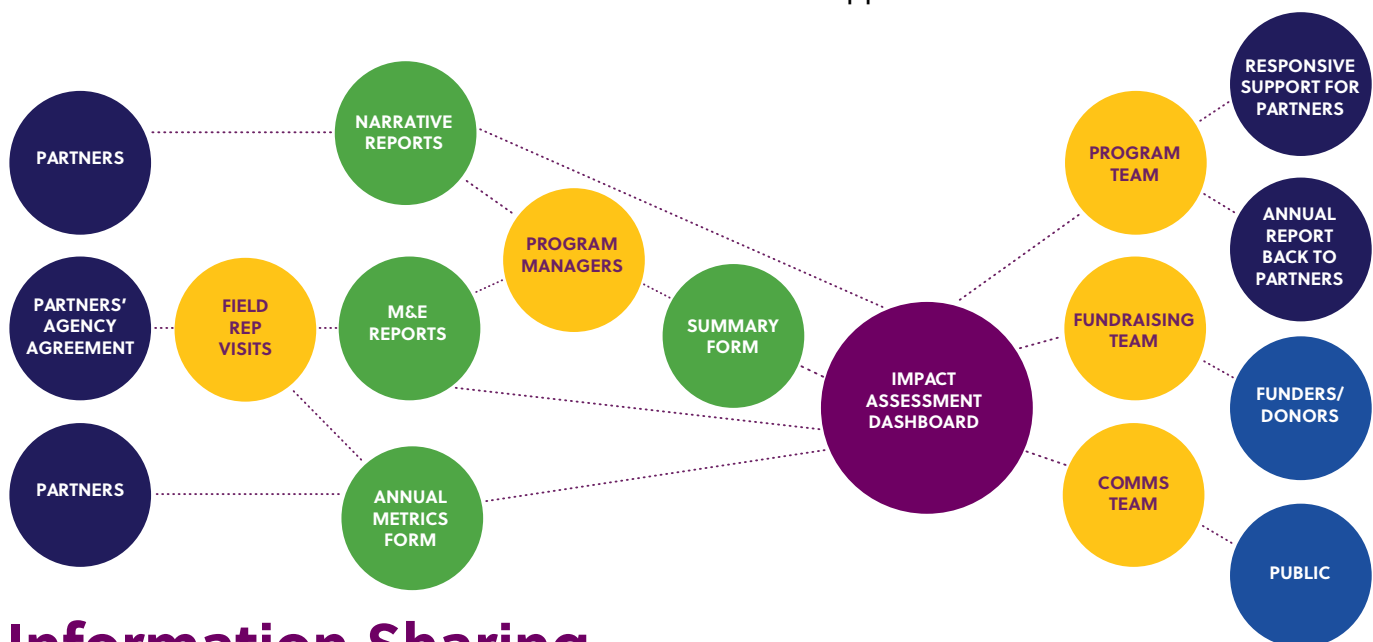 RESPONSIVE
SUPPORT FOR
PARTNERS
NARRATIVE
REPORTS
PARTNERS
PROGRAM
TEAM
ANNUAL
REPORT
BACK TO
PARTNERS
PROGRAM
MANAGERS
PARTNERS’
AGENCY
AGREEMENT
FIELD
REP
VISITS
M&E
REPORTS
SUMMARY
FORM
FUNDRAISING
TEAM
IMPACT
ASSESSMENT
DASHBOARD
FUNDERS/
DONORS
PARTNERS
ANNUAL
METRICS
FORM
COMMS
TEAM
PUBLIC
Information Sharing